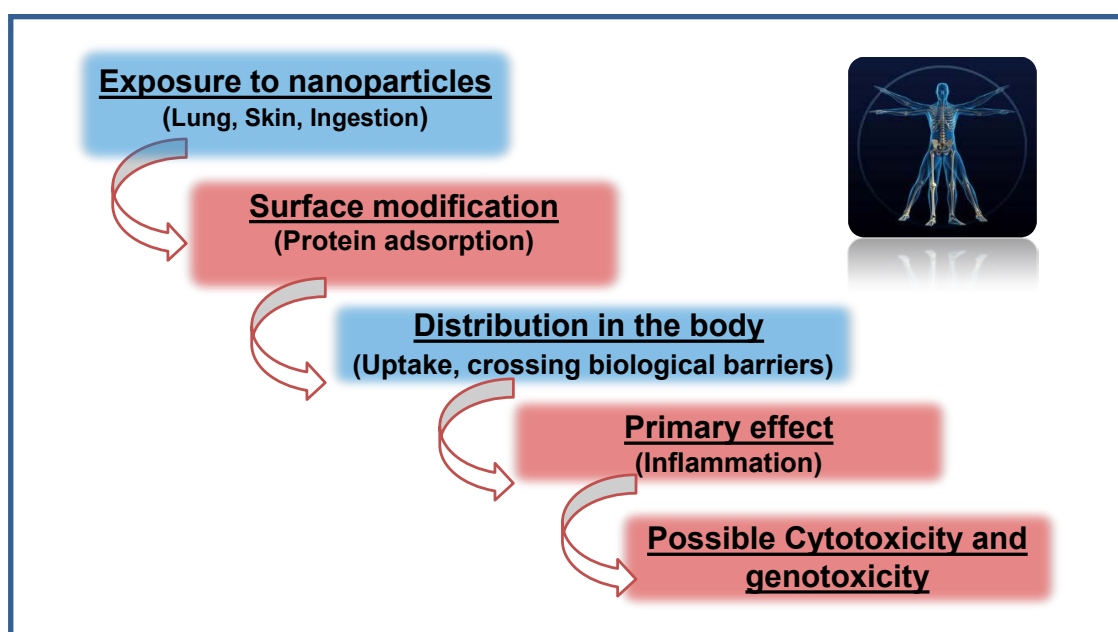 Exposure to nanoparticles
(Lung, Skin, Ingestion)
Surface modification
(Protein adsorption)
Distribution in the body
(Uptake, crossing biological barriers)
Primary effect
(Inflammation)
Possible Cytotoxicity and
genotoxicity